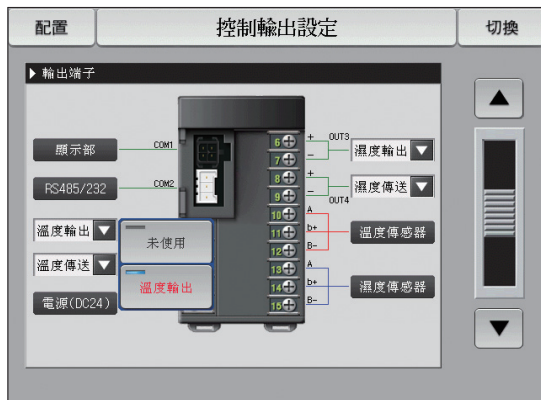 配置
控制輸出設定
切換
▶ 輸出端子
顯示部
COM1
RS485/232
COM2
溫度輸出
溫度傳送
電源(DC24)
未使用
溫度輸出
6
7
8
9
10
11
12
13
14
15
+
OUT3
−
+
−
OUT4
A
b+
B-
A
b+
B-
濕度輸出
濕度傳送
溫度傳感器
濕度傳感器